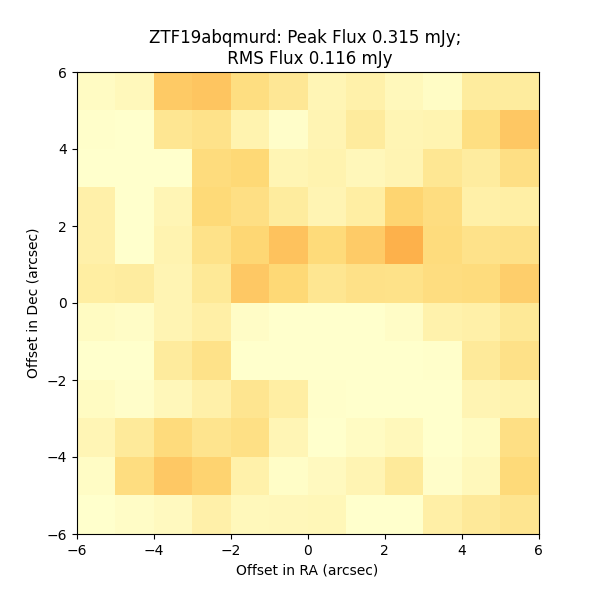 ZTF19abqmurd: Peak Flux 0.315 mJy;
RMS Flux 0.116 mJy
6
4
2
0
−2
−4
−6
Offset in Dec (arcsec)
−6 −4 −2 0 2 4 6
Offset in RA (arcsec)